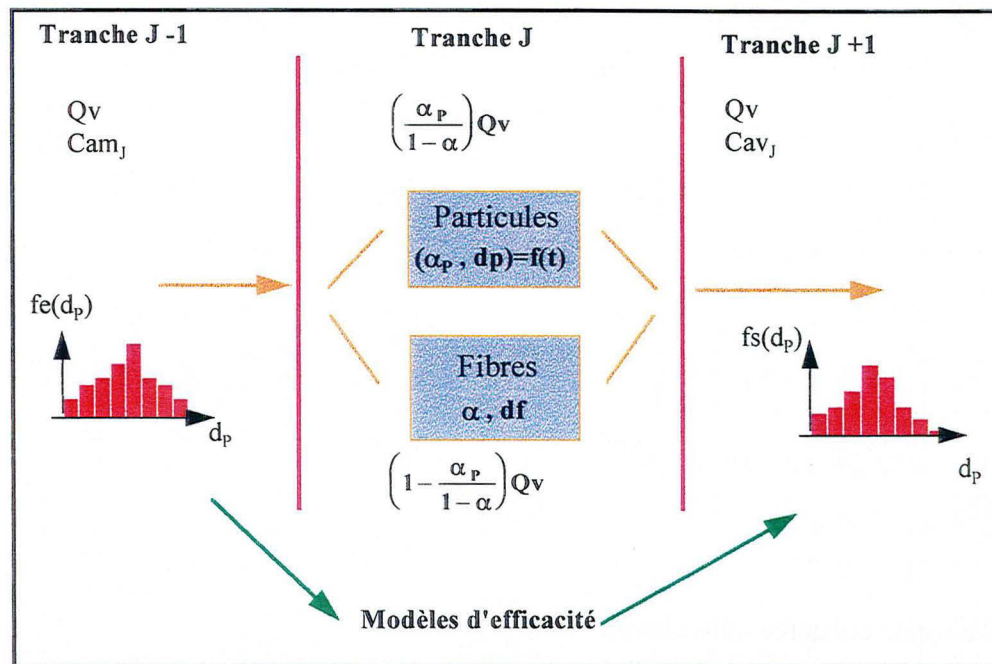 Tranche J -1
Tranche J
Tranche J +1
Qv
Cam_J
(α_P / 1 − α) Qv
Qv
Cav_J
Particules
(α_P , dp)=f(t)
fe(d_P)
d_P
Fibres
α , df
fs(d_P)
d_P
(1 − α_P / 1 − α) Qv
Modèles d'efficacité